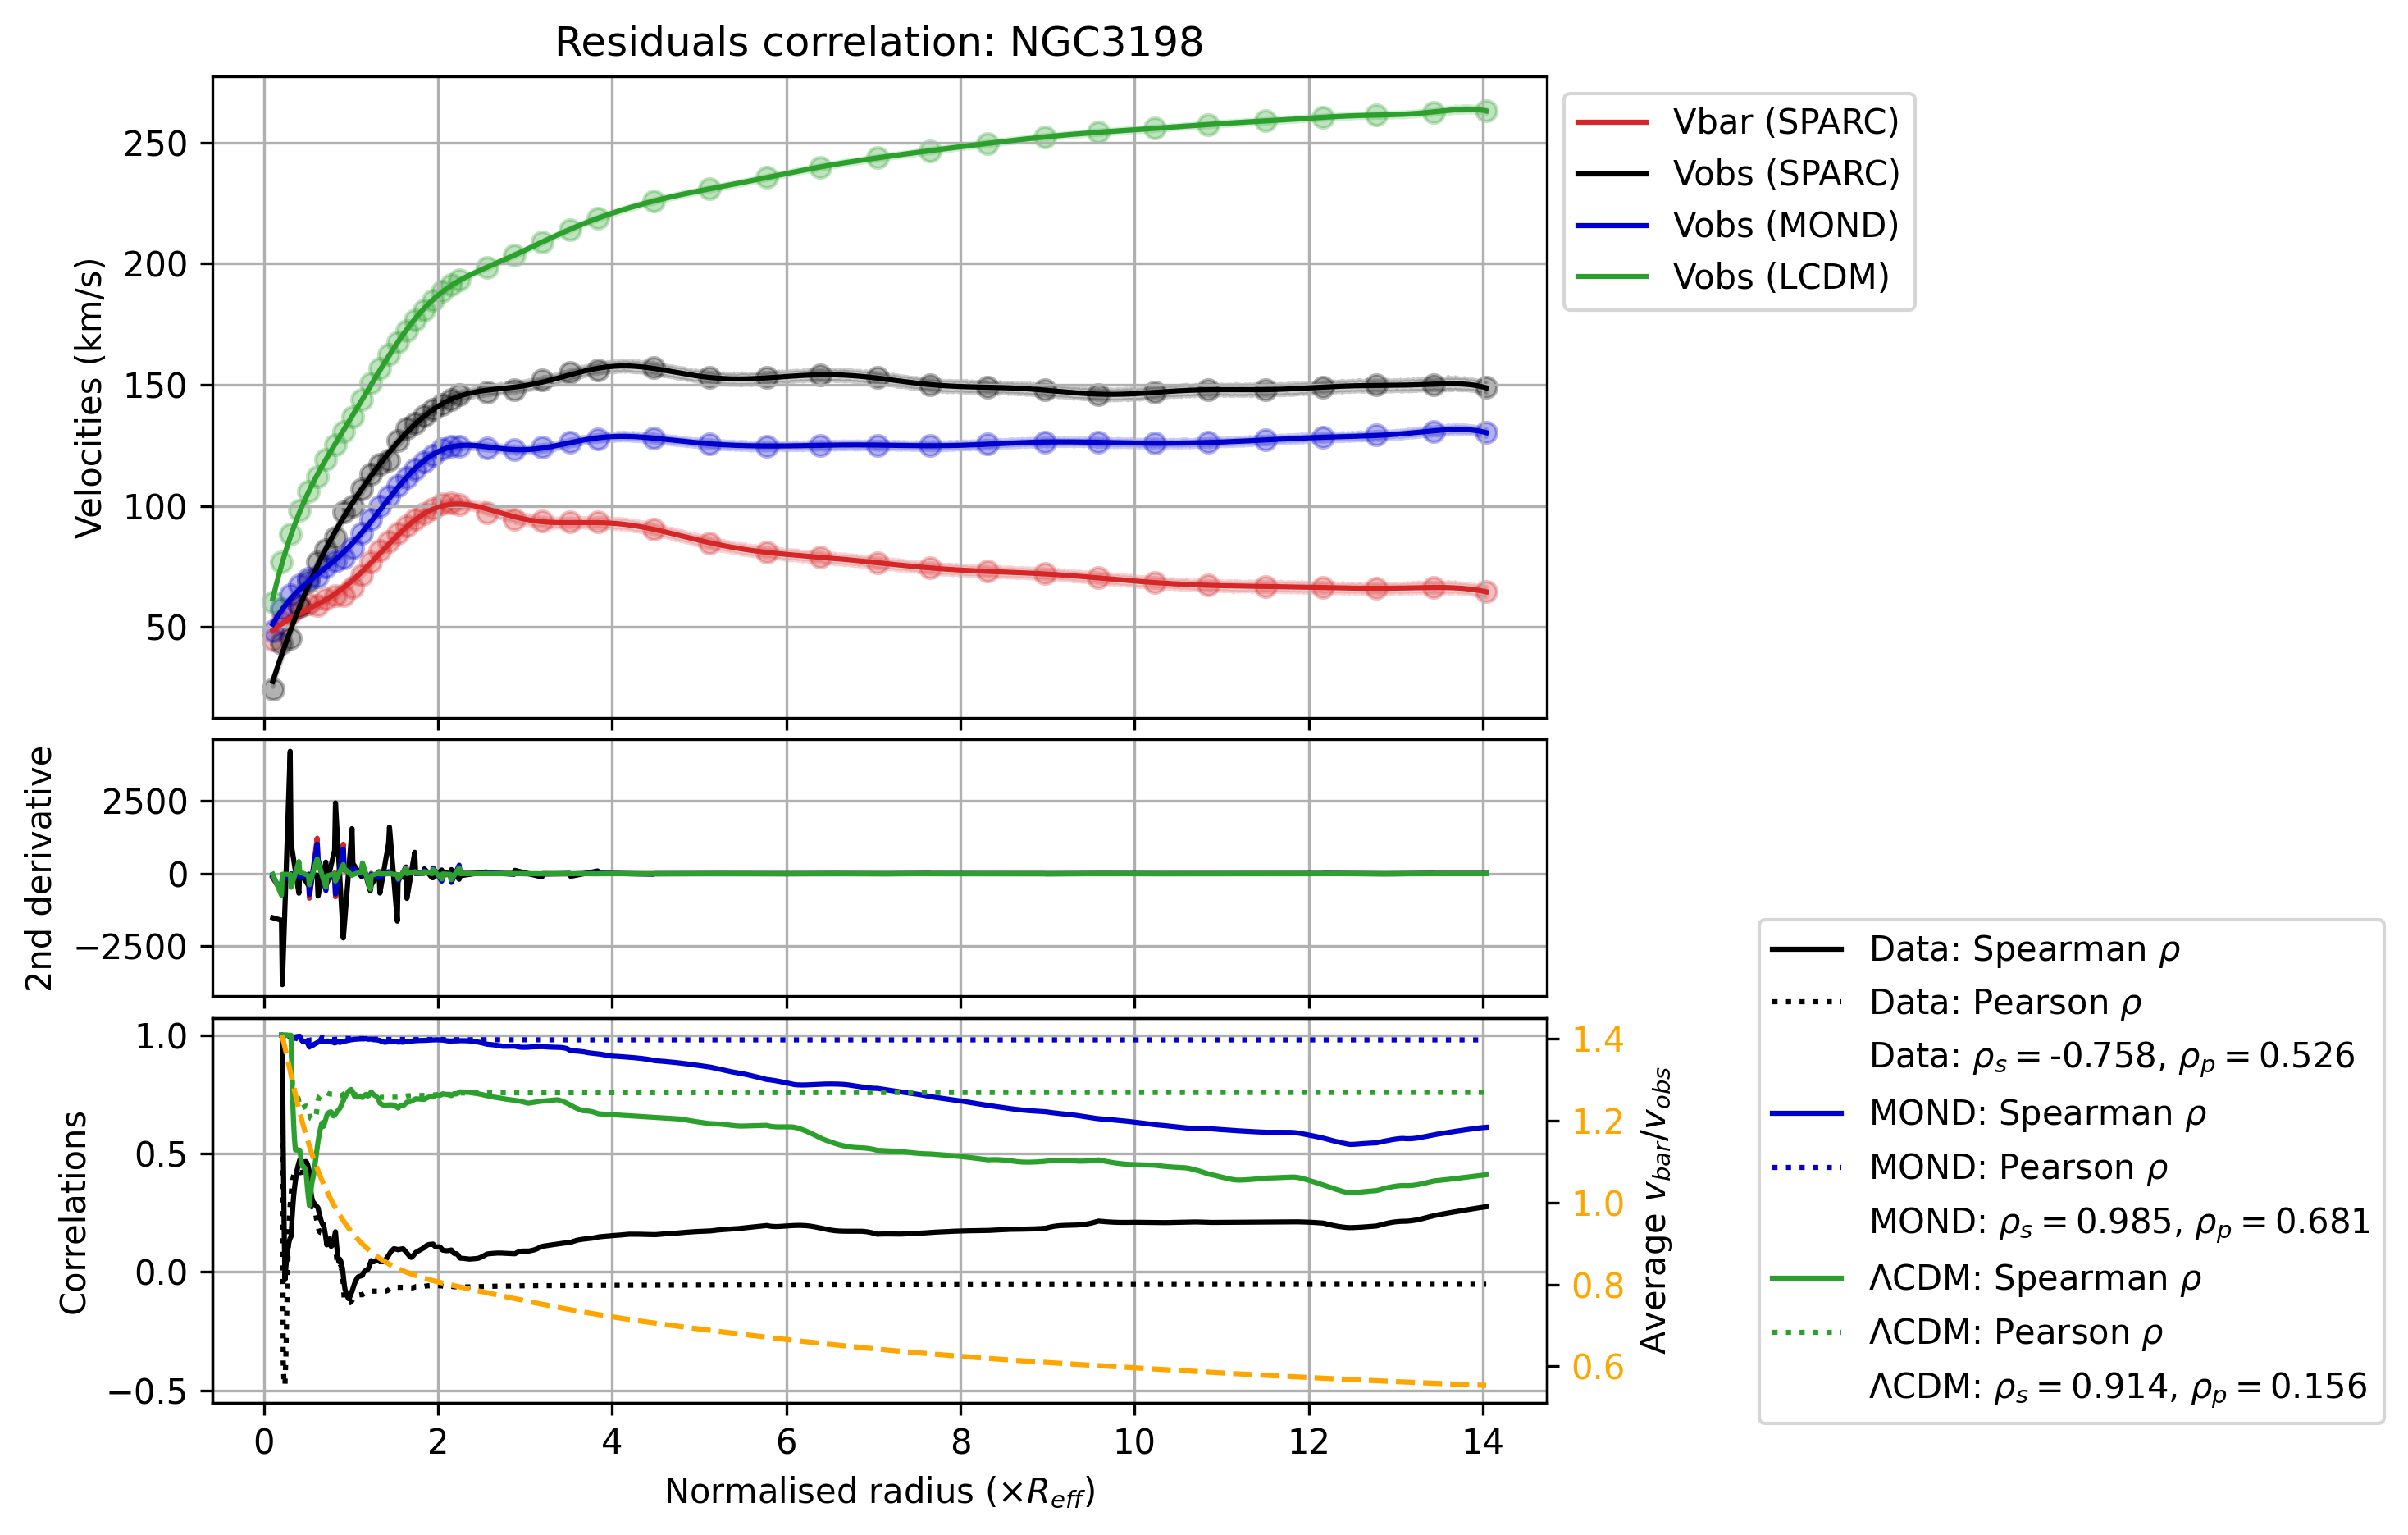 Residuals correlation: NGC3198
Velocities (km/s)
250
200
150
100
50
Vbar (SPARC)
Vobs (SPARC)
Vobs (MOND)
Vobs (LCDM)
2nd derivative
2500
0
−2500
Correlations
1.0
0.5
0.0
−0.5
1.4
1.2
1.0
0.8
0.6
Average v_bar/v_obs
0 2 4 6 8 10 12 14
Normalised radius (×R_eff)
Data: Spearman ρ
Data: Pearson ρ
Data: ρ_s = -0.758, ρ_p = 0.526
MOND: Spearman ρ
MOND: Pearson ρ
MOND: ρ_s = 0.985, ρ_p = 0.681
ΛCDM: Spearman ρ
ΛCDM: Pearson ρ
ΛCDM: ρ_s = 0.914, ρ_p = 0.156